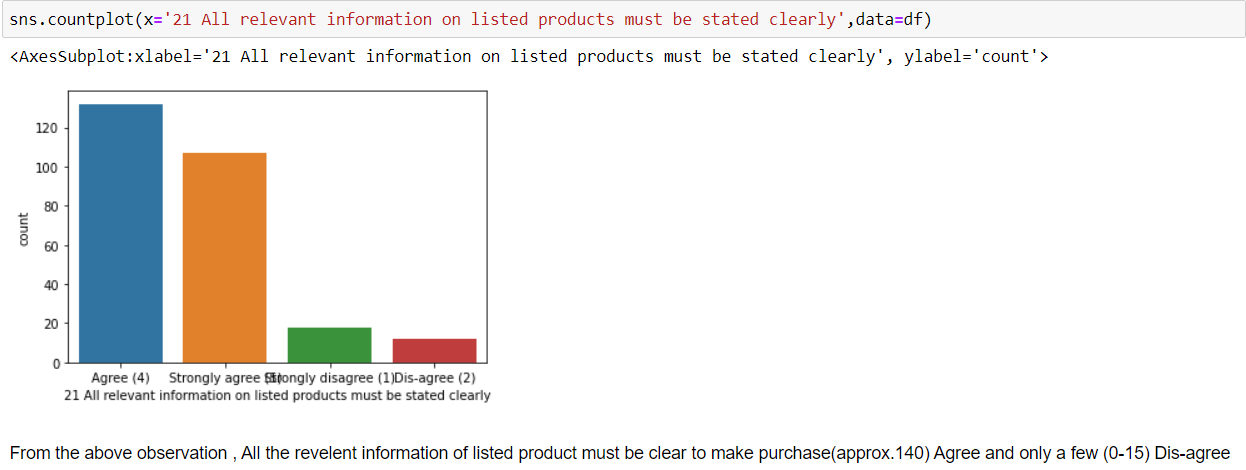 sns.countplot(x='21 All relevant information on listed products must be stated clearly',data=df)
<AxesSubplot:xlabel='21 All relevant information on listed products must be stated clearly', ylabel='count'>
120
100
80
60
40
20
0
count
Agree (4) Strongly agree (5) Strongly disagree (1) Dis-agree (2)
21 All relevant information on listed products must be stated clearly
From the above observation , All the revelent information of listed product must be clear to make purchase(approx.140) Agree and only a few (0-15) Dis-agree